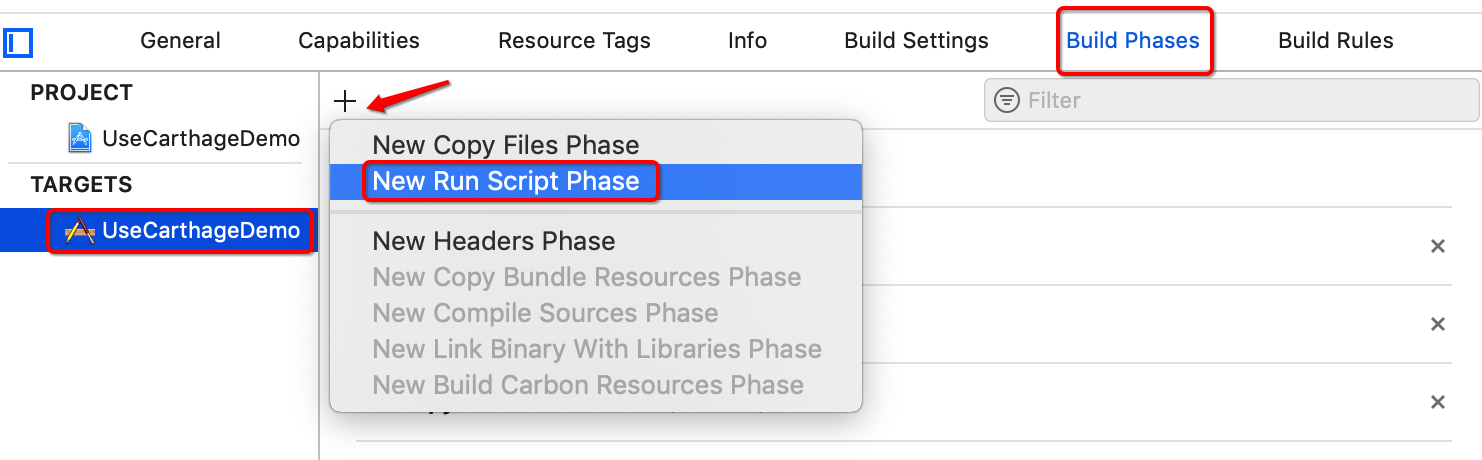 General Capabilities Resource Tags Info Build Settings Build Phases Build Rules
PROJECT
UseCarthageDemo
TARGETS
UseCarthageDemo
Filter
New Copy Files Phase
New Run Script Phase
New Headers Phase
New Copy Bundle Resources Phase
New Compile Sources Phase
New Link Binary With Libraries Phase
New Build Carbon Resources Phase